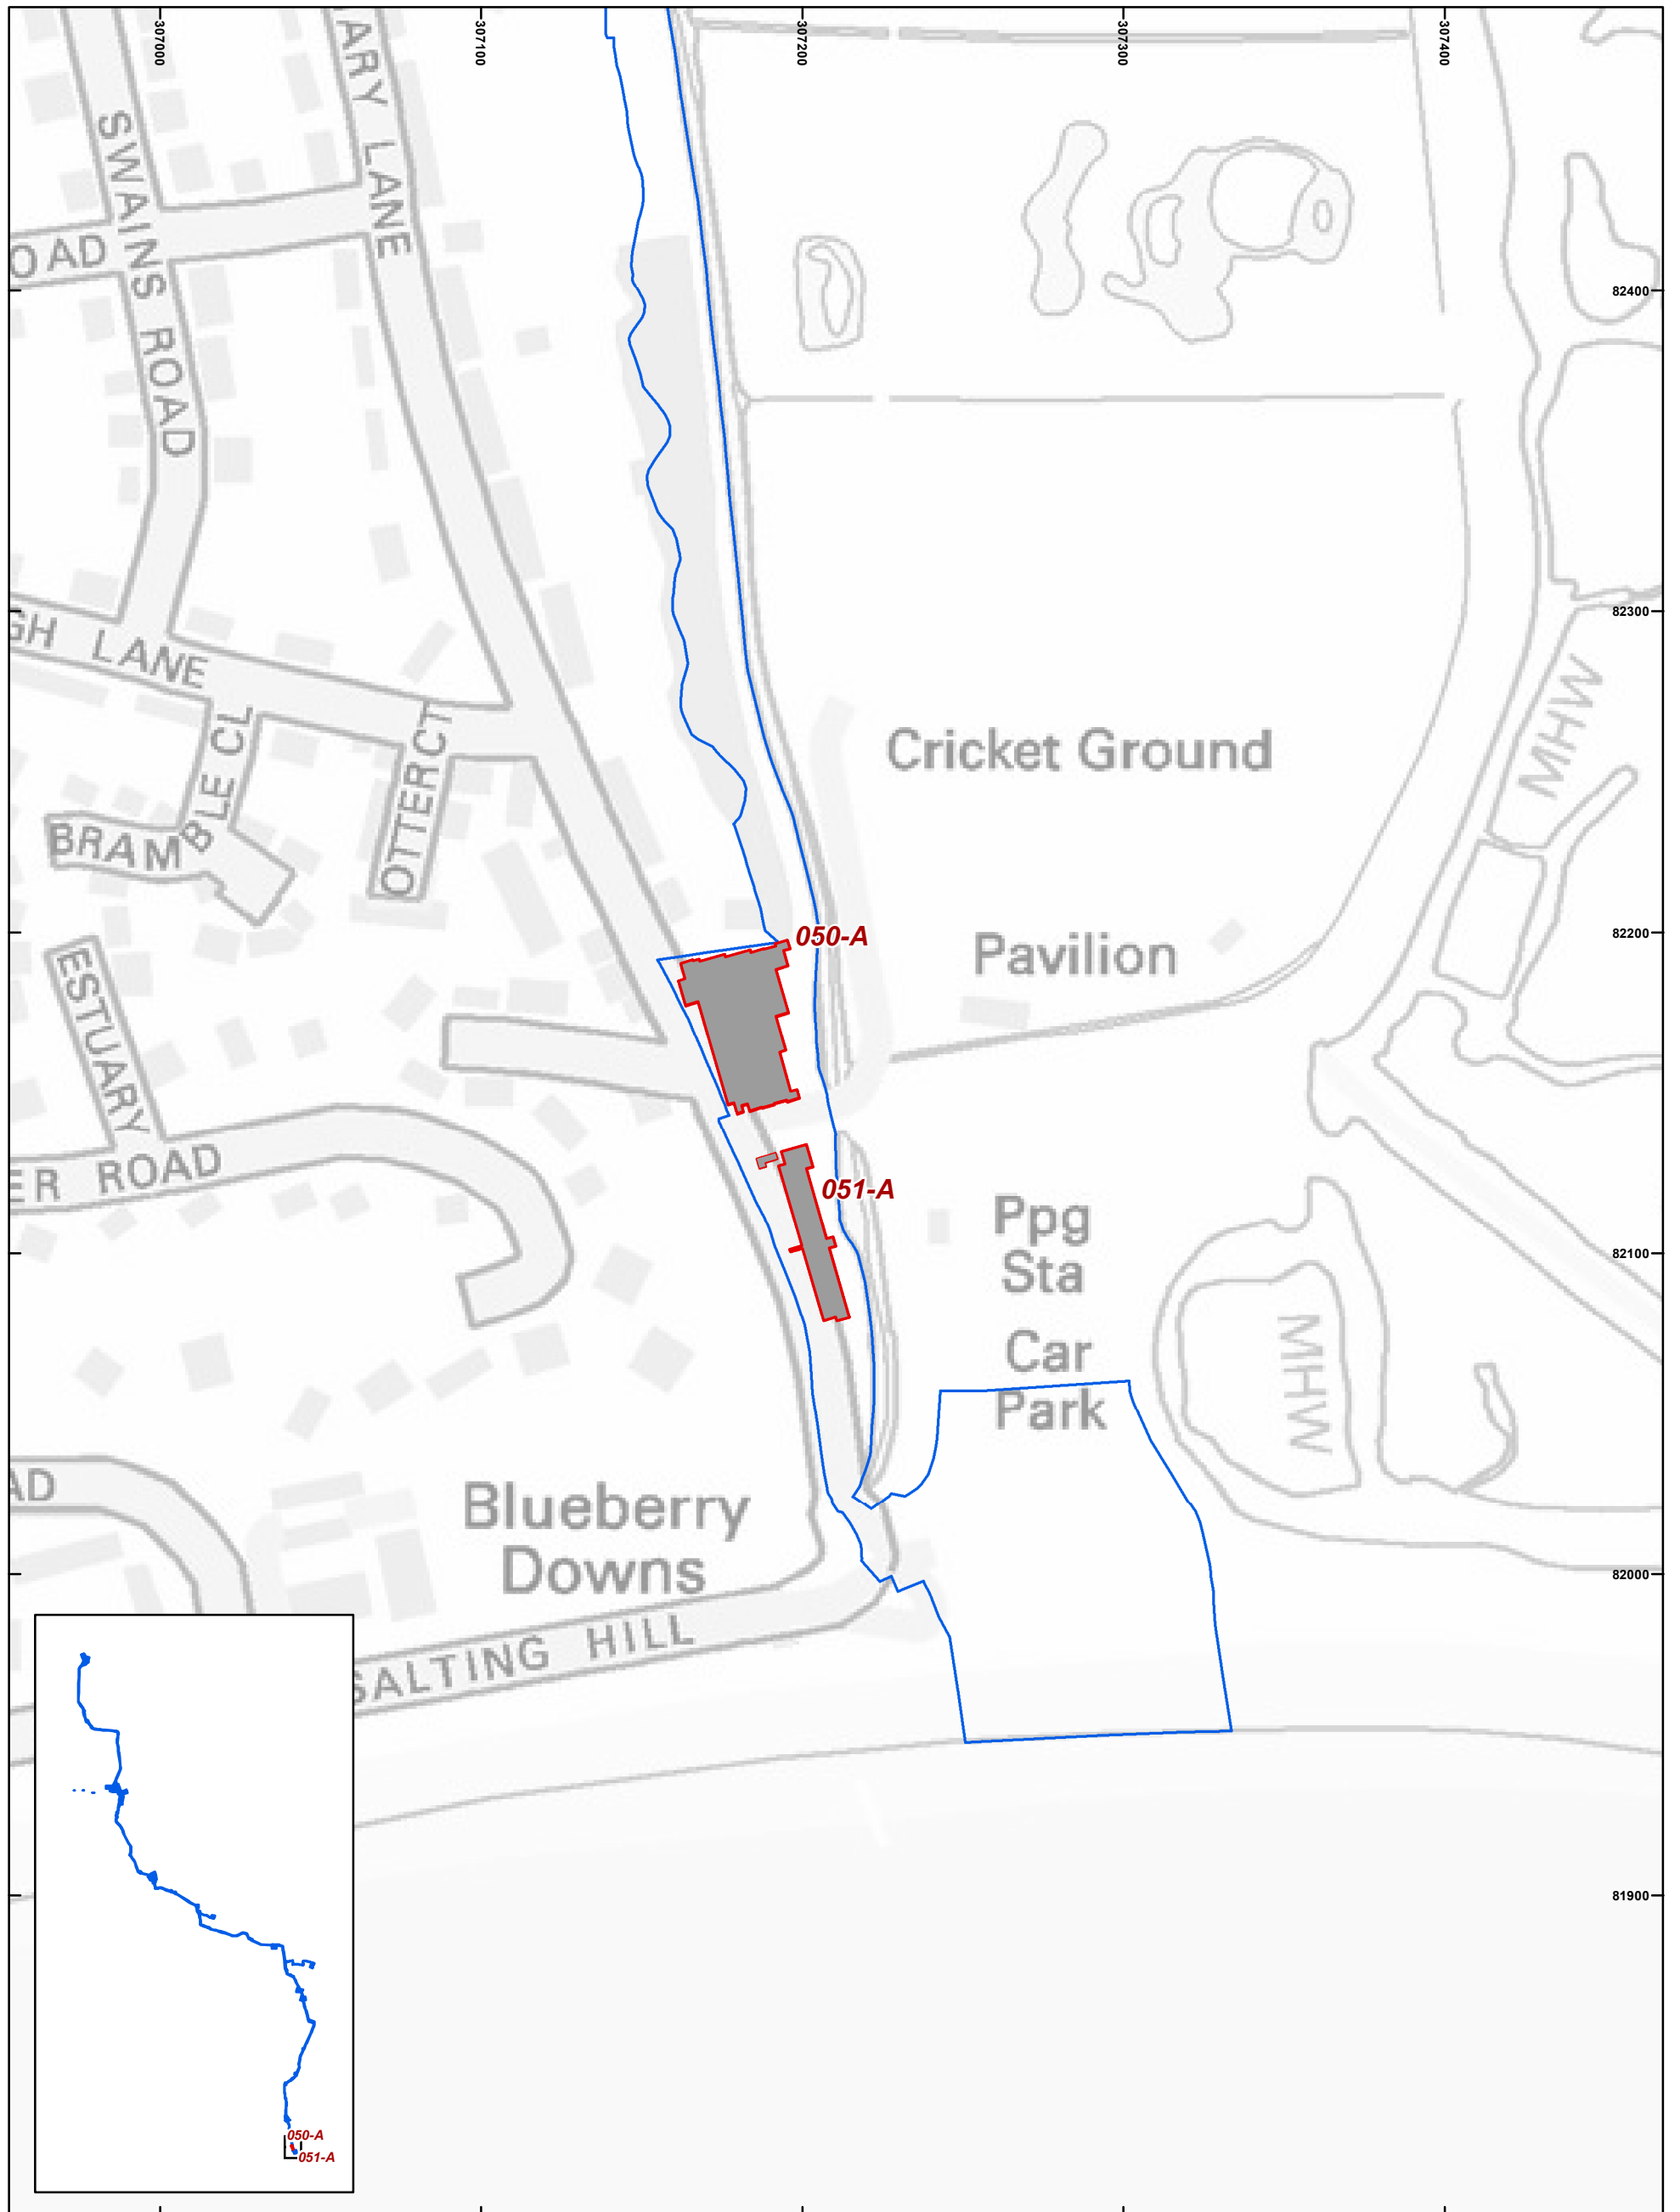 307000
307100
307200
307300
307400
ARY LANE
SWAINS ROAD
OAD
82400
82300
GH LANE
MHW
BRAMBLE CL
OTTERCT
Cricket Ground
82200
050-A
Pavilion
ESTUARY
ER ROAD
051-A
Ppg
Sta
82100
Car
Park
MHW
AD
Blueberry
Downs
82000
SALTING HILL
81900
050-A
051-A